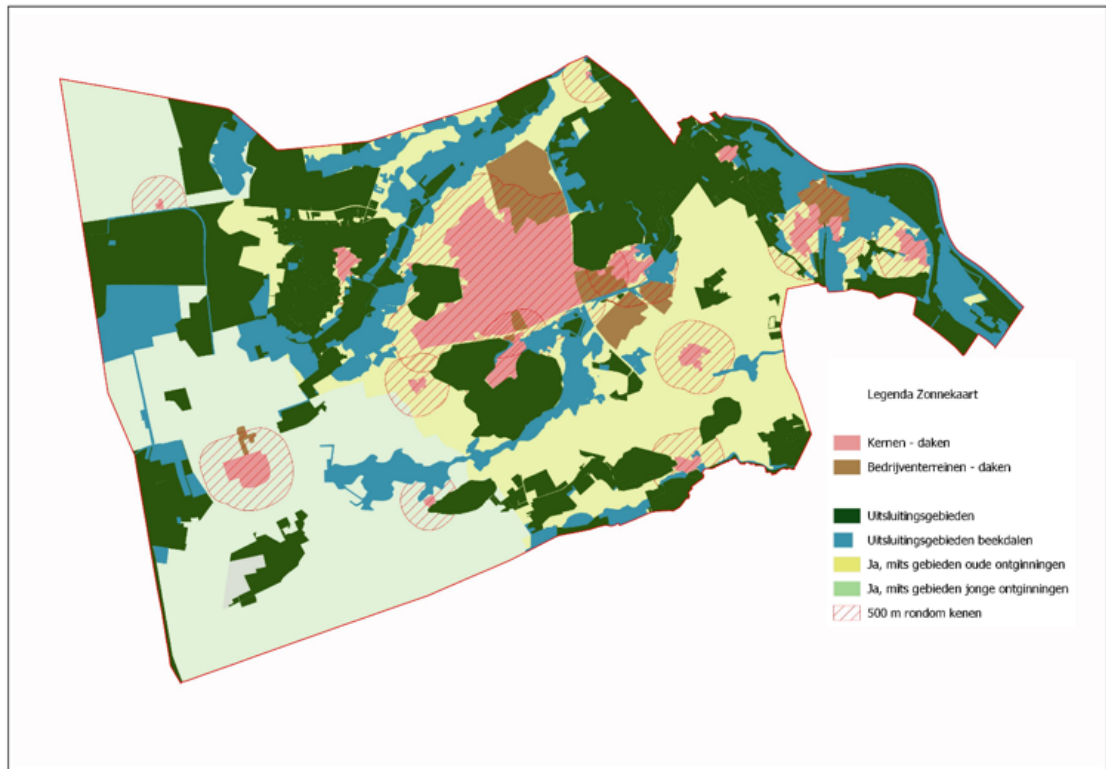 Legenda Zonnekaart
Kernen - daken
Bedrijventerreinen - daken
Uitsluitingsgebieden
Uitsluitingsgebieden beekdalen
Ja, mits gebieden oude ontginningen
Ja, mits gebieden jonge ontginningen
500 m rondom kenen